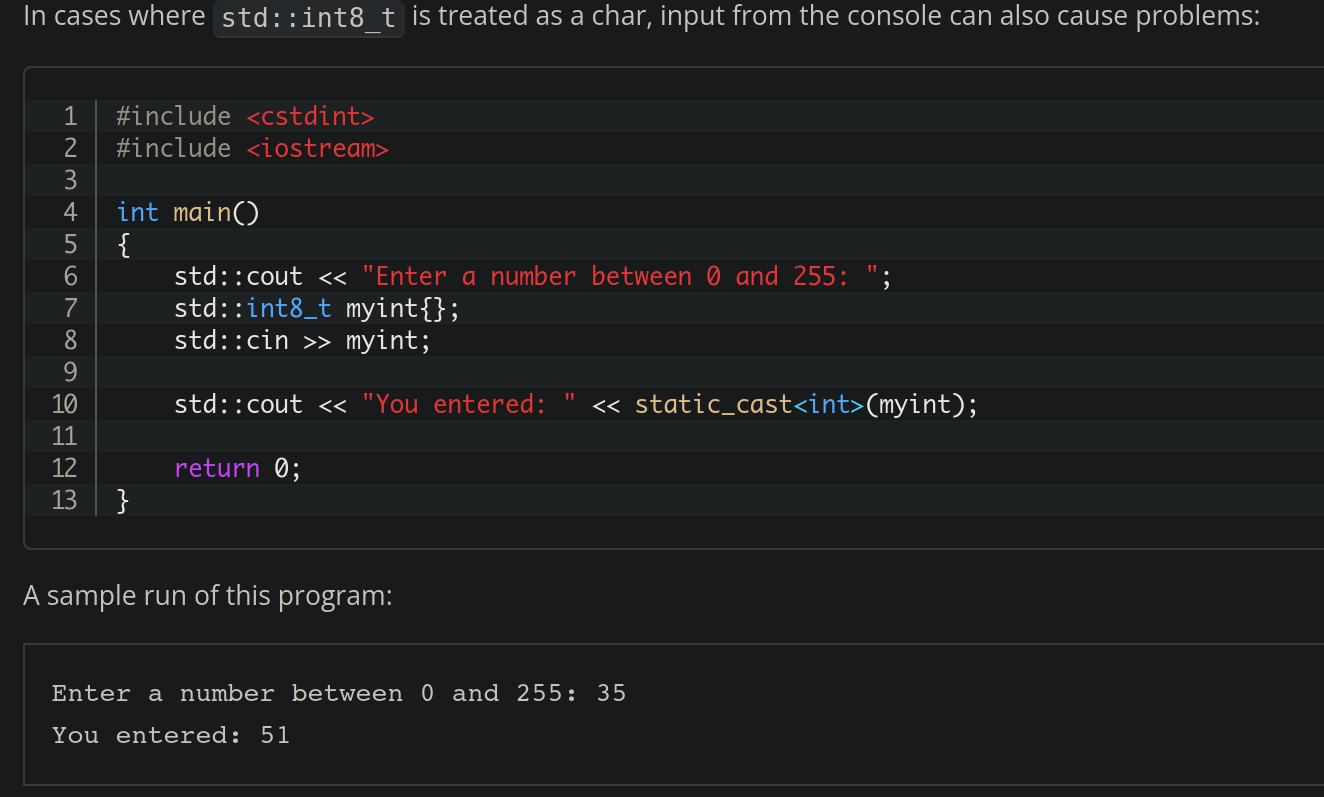 In cases where std::int8_t is treated as a char, input from the console can also cause problems:
1 #include <cstdint>
2 #include <iostream>
3
4 int main()
5 {
6     std::cout << "Enter a number between 0 and 255: ";
7     std::int8_t myint{};
8     std::cin >> myint;
9
10     std::cout << "You entered: " << static_cast<int>(myint);
11
12     return 0;
13 }
A sample run of this program:
Enter a number between 0 and 255: 35
You entered: 51